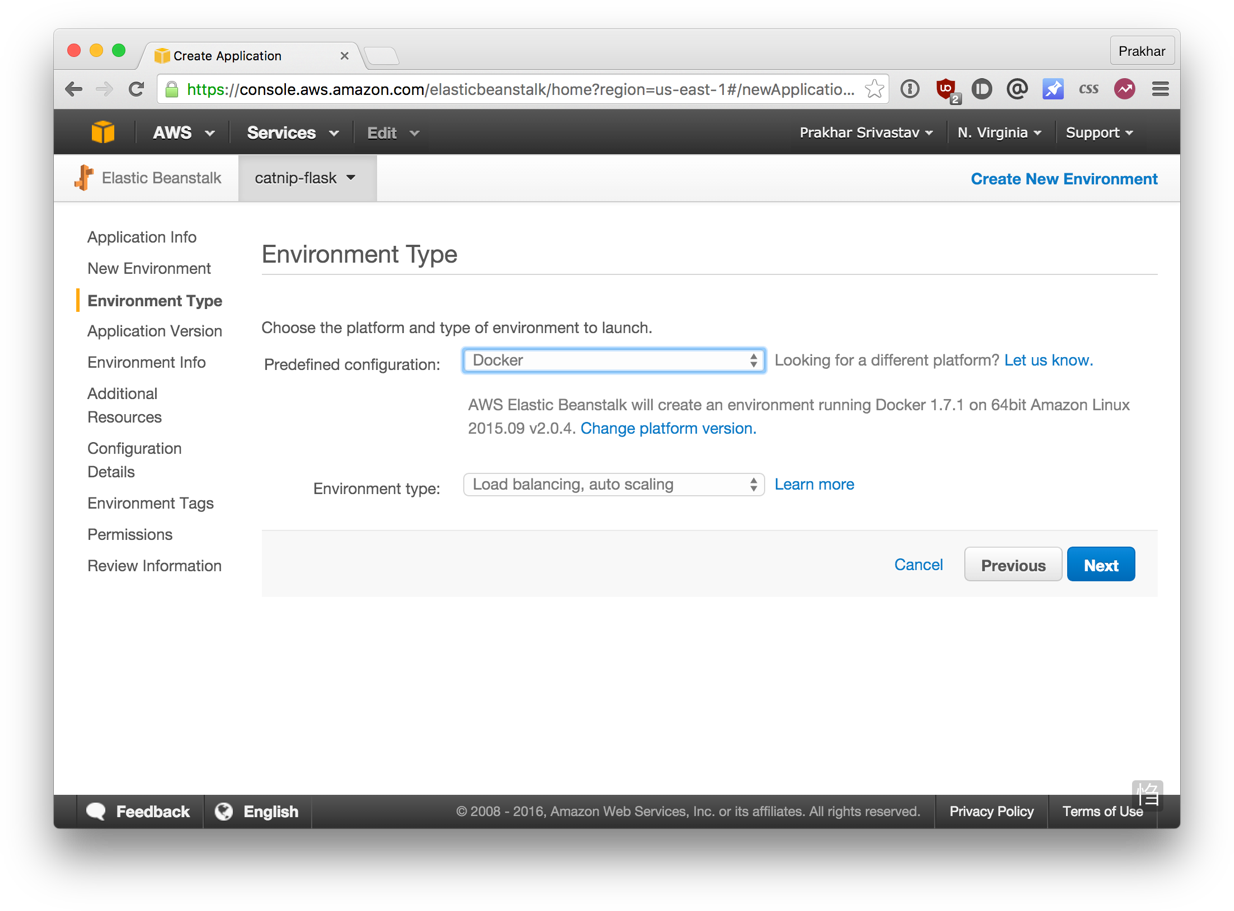 Create Application
Prakhar
https://console.aws.amazon.com/elasticbeanstalk/home?region=us-east-1#/newApplicatio...
2
css
AWS
Services
Edit
Prakhar Srivastav
N. Virginia
Support
Elastic Beanstalk
catnip-flask
Create New Environment
Application Info
New Environment
Environment Type
Application Version
Environment Info
Additional
Resources
Configuration
Details
Environment Tags
Permissions
Review Information
Environment Type
Choose the platform and type of environment to launch.
Predefined configuration:
Docker
Looking for a different platform? Let us know.
AWS Elastic Beanstalk will create an environment running Docker 1.7.1 on 64bit Amazon Linux
2015.09 v2.0.4. Change platform version.
Environment type:
Load balancing, auto scaling
Learn more
Cancel
Previous
Next
Feedback
English
© 2008 - 2016, Amazon Web Services, Inc. or its affiliates. All rights reserved.
Privacy Policy
Terms of Use